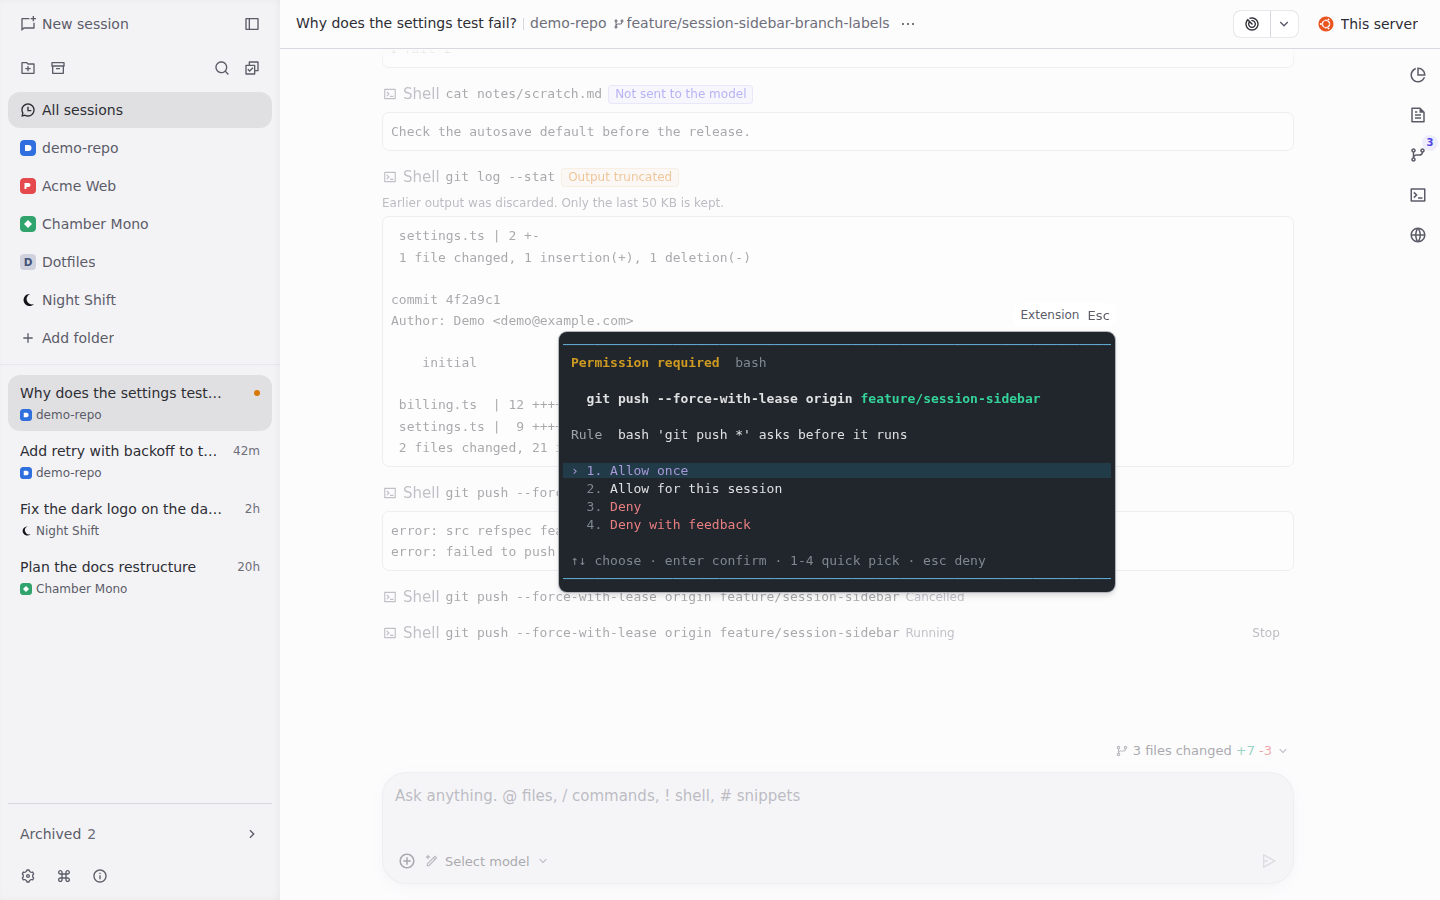 New session
All sessions
demo-repo
Acme Web
Chamber Mono
D Dotfiles
Night Shift
Add folder
Why does the settings test...
demo-repo
Add retry with backoff to t... 42m
demo-repo
Fix the dark logo on the da... 2h
Night Shift
Plan the docs restructure 20h
Chamber Mono
Archived 2
Why does the settings test fail? demo-repo feature/session-sidebar-branch-labels ...
This server
3
Shell cat notes/scratch.md Not sent to the model
Check the autosave default before the release.
Shell git log --stat Output truncated
Earlier output was discarded. Only the last 50 KB is kept.
settings.ts | 2 +-
1 file changed, 1 insertion(+), 1 deletion(-)
commit 4f2a9c1
Author: Demo <demo@example.com>
initial
billing.ts | 12 ++++
settings.ts | 9 ++++
2 files changed, 21
Shell git push --forc
error: src refspec fea
error: failed to push
Extension Esc
Permission required bash
git push --force-with-lease origin feature/session-sidebar
Rule bash 'git push *' asks before it runs
› 1. Allow once
2. Allow for this session
3. Deny
4. Deny with feedback
↑↓ choose · enter confirm · 1-4 quick pick · esc deny
Shell git push --force-with-lease origin feature/session-sidebar Cancelled
Shell git push --force-with-lease origin feature/session-sidebar Running Stop
3 files changed +7 -3
Ask anything. @ files, / commands, ! shell, # snippets
Select model